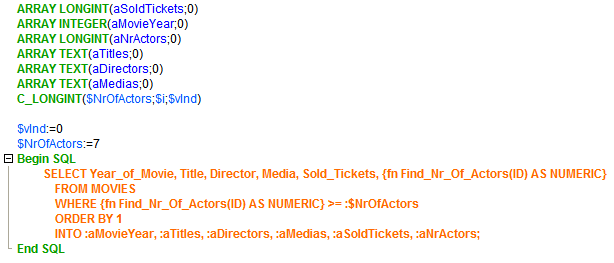 ARRAY LONGINT(aSoldTickets;0)
ARRAY INTEGER(aMovieYear;0)
ARRAY LONGINT(aNrActors;0)
ARRAY TEXT(aTitles;0)
ARRAY TEXT(aDirectors;0)
ARRAY TEXT(aMedias;0)
C_LONGINT($NrOfActors;$i;$vInd)
$vInd:=0
$NrOfActors:=7
Begin SQL
SELECT Year_of_Movie, Title, Director, Media, Sold_Tickets, {fn Find_Nr_Of_Actors(ID) AS NUMERIC}
FROM MOVIES
WHERE {fn Find_Nr_Of_Actors(ID) AS NUMERIC} >= :$NrOfActors
ORDER BY 1
INTO :aMovieYear, :aTitles, :aDirectors, :aMedias, :aSoldTickets, :aNrActors;
End SQL